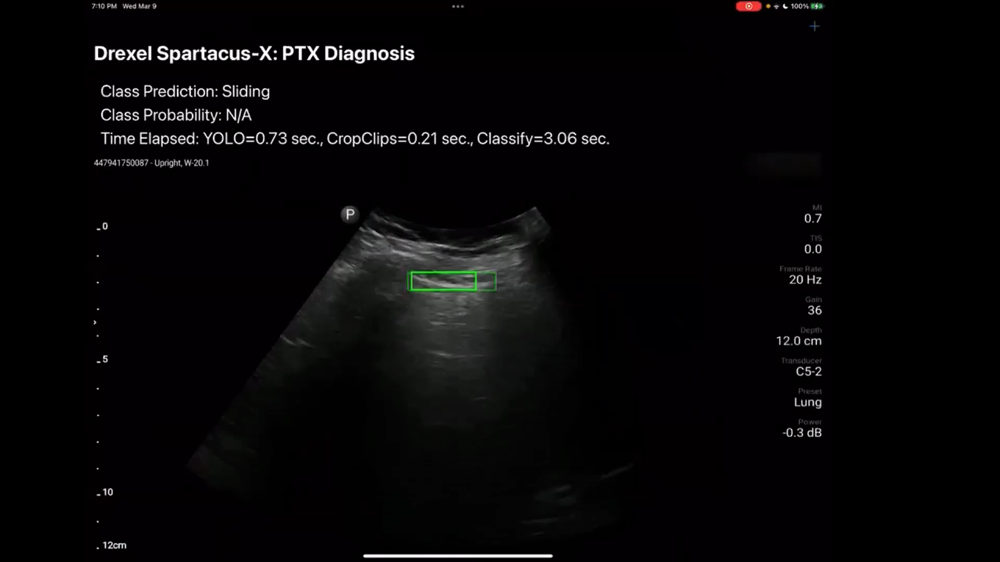 7:10 PM Wed Mar 9
100%
Drexel Spartacus-X: PTX Diagnosis
Class Prediction: Sliding
Class Probability: N/A
Time Elapsed: YOLO=0.73 sec., CropClips=0.21 sec., Classify=3.06 sec.
447941750087 - Upright, W-20.1
P
0
5
10
12cm
MI
0.7
TIS
0.0
Frame Rate
20 Hz
Gain
36
Depth
12.0 cm
Transducer
C5-2
Preset
Lung
Power
-0.3 dB